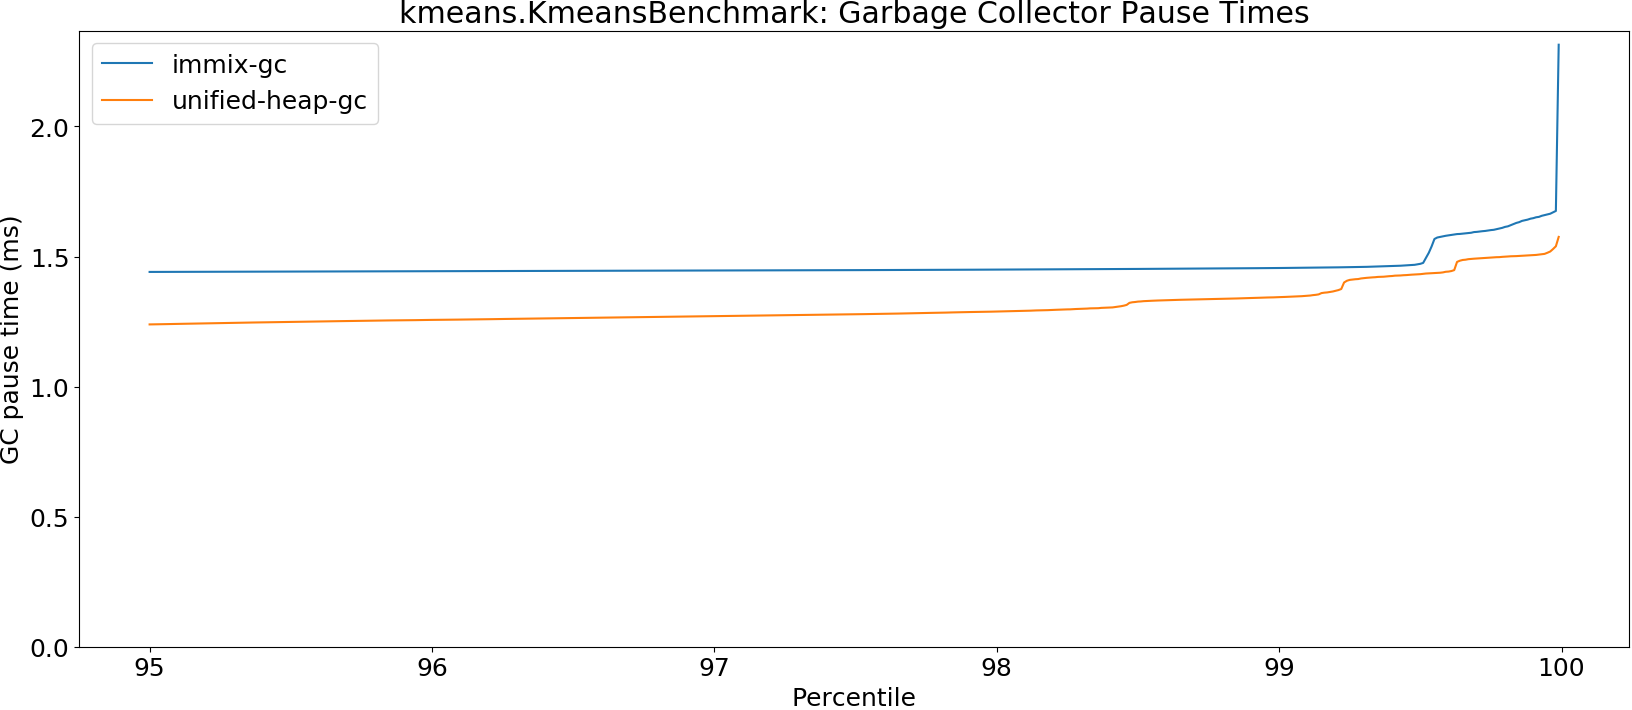 kmeans.KmeansBenchmark: Garbage Collector Pause Times
immix-gc
unified-heap-gc
GC pause time (ms)
2.0
1.5
1.0
0.5
0.0
95 96 97 98 99 100
Percentile